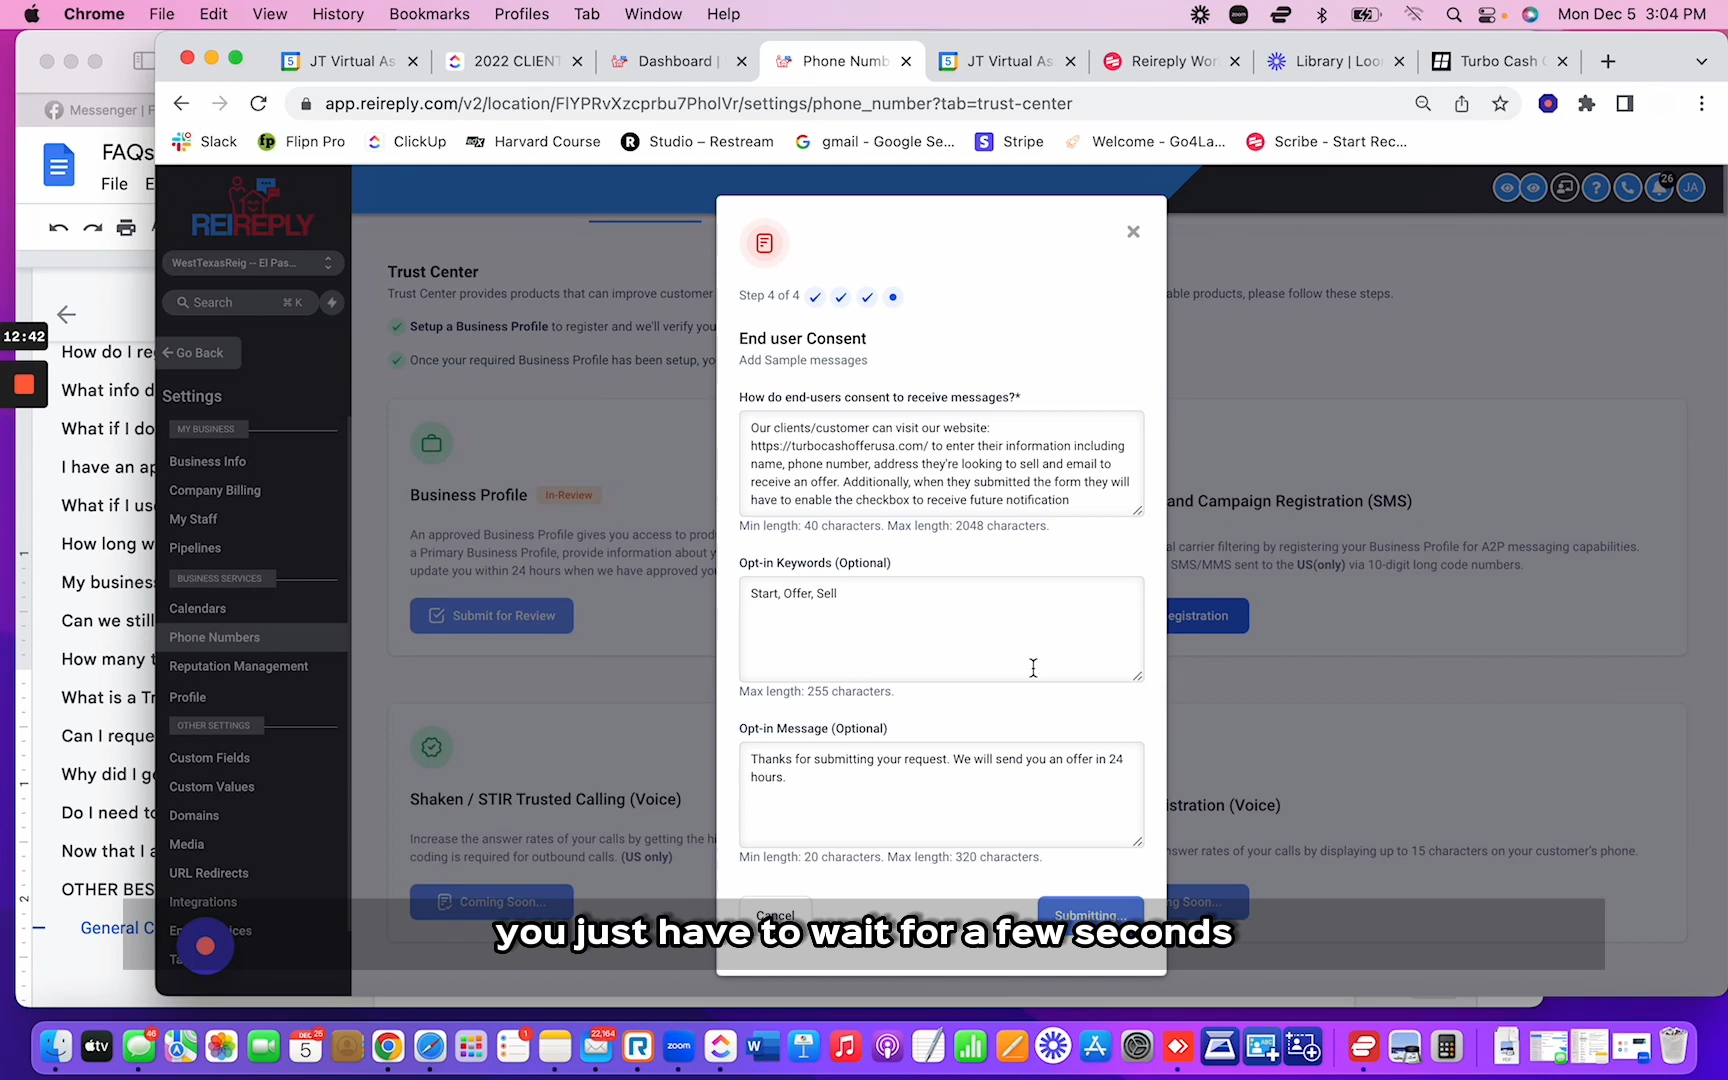 Chrome File Edit View History Bookmarks Profiles Tab Window Help
zoom
Mon Dec 5 3:04 PM
JT Virtual As
2022 CLIENT
Dashboard |
Phone Numb
JT Virtual As
Reireply Wor
Library | Loor
Turbo Cash
app.reireply.com/v2/location/FlYPRvXzcprbu7PholVr/settings/phone_number?tab=trust-center
Slack
Flipn Pro
ClickUp
Harvard Course
Studio – Restream
gmail - Google Se...
Stripe
Welcome - Go4La...
Scribe - Start Rec...
Messenger | F
FAQs
File E
12:42
How do I re
What info d
What if I do
I have an ap
What if I us
How long w
My busines
Can we still
How many t
What is a Tr
Can I reque
Why did I g
Do I need to
Now that I a
OTHER BES
General C
REIREPLY
WestTexasReig -- El Pas...
Search ⌘ K
Go Back
Settings
MY BUSINESS
Business Info
Company Billing
My Staff
Pipelines
BUSINESS SERVICES
Calendars
Phone Numbers
Reputation Management
Profile
OTHER SETTINGS
Custom Fields
Custom Values
Domains
Media
URL Redirects
Integrations
26
JA
Trust Center
Trust Center provides products that can improve customer
able products, please follow these steps.
Setup a Business Profile to register and we'll verify you
Once your required Business Profile has been setup, yo
Business Profile In-Review
An approved Business Profile gives you access to prod
a Primary Business Profile, provide information about y
update you within 24 hours when we have approved you
Submit for Review
and Campaign Registration (SMS)
al carrier filtering by registering your Business Profile for A2P messaging capabilities.
SMS/MMS sent to the US(only) via 10-digit long code numbers.
egistration
Shaken / STIR Trusted Calling (Voice)
Increase the answer rates of your calls by getting the hi
coding is required for outbound calls. (US only)
Coming Soon...
istration (Voice)
nswer rates of your calls by displaying up to 15 characters on your customer's phone.
ng Soon...
Step 4 of 4
End user Consent
Add Sample messages
How do end-users consent to receive messages?*
Our clients/customer can visit our website:
https://turbocashofferusa.com/ to enter their information including
name, phone number, address they're looking to sell and email to
receive an offer. Additionally, when they submitted the form they will
have to enable the checkbox to receive future notification
Min length: 40 characters. Max length: 2048 characters.
Opt-in Keywords (Optional)
Start, Offer, Sell
Max length: 255 characters.
Opt-in Message (Optional)
Thanks for submitting your request. We will send you an offer in 24
hours.
Min length: 20 characters. Max length: 320 characters.
Cancel
Submitting...
you just have to wait for a few seconds
tv
46
DEC 26
5
1
22,164
zoom